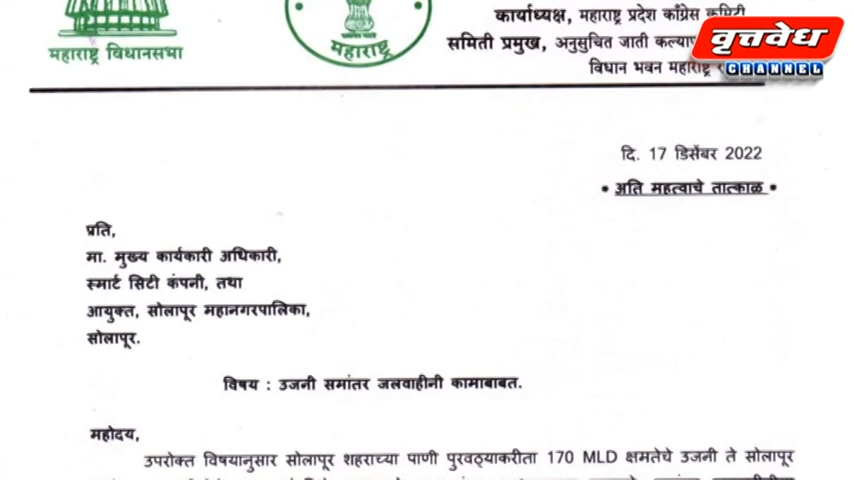 महाराष्ट्र विधानसभा
महाराष्ट्र
कार्याध्यक्ष, महाराष्ट्र प्रदेश काँग्रेस कमिटी
समिती प्रमुख, अनुसुचित जाती
विधान भवन महाराष्ट्र
वृत्तवेध
CHANNEL
दि. 17 डिसेंबर 2022
• अति महत्वाचे तात्काळ •
प्रति,
मा. मुख्य कार्यकारी अधिकारी,
स्मार्ट सिटी कंपनी, तथा
आयुक्त, सोलापूर महानगरपालिका,
सोलापूर.
विषय : उजनी समांतर जलवाहीनी कामाबाबत.
महोदय,
उपरोक्त विषयानुसार सोलापूर शहराच्या पाणी पुरवठ्याकरीता 170 MLD क्षमतेचे उजनी ते सोलापूर